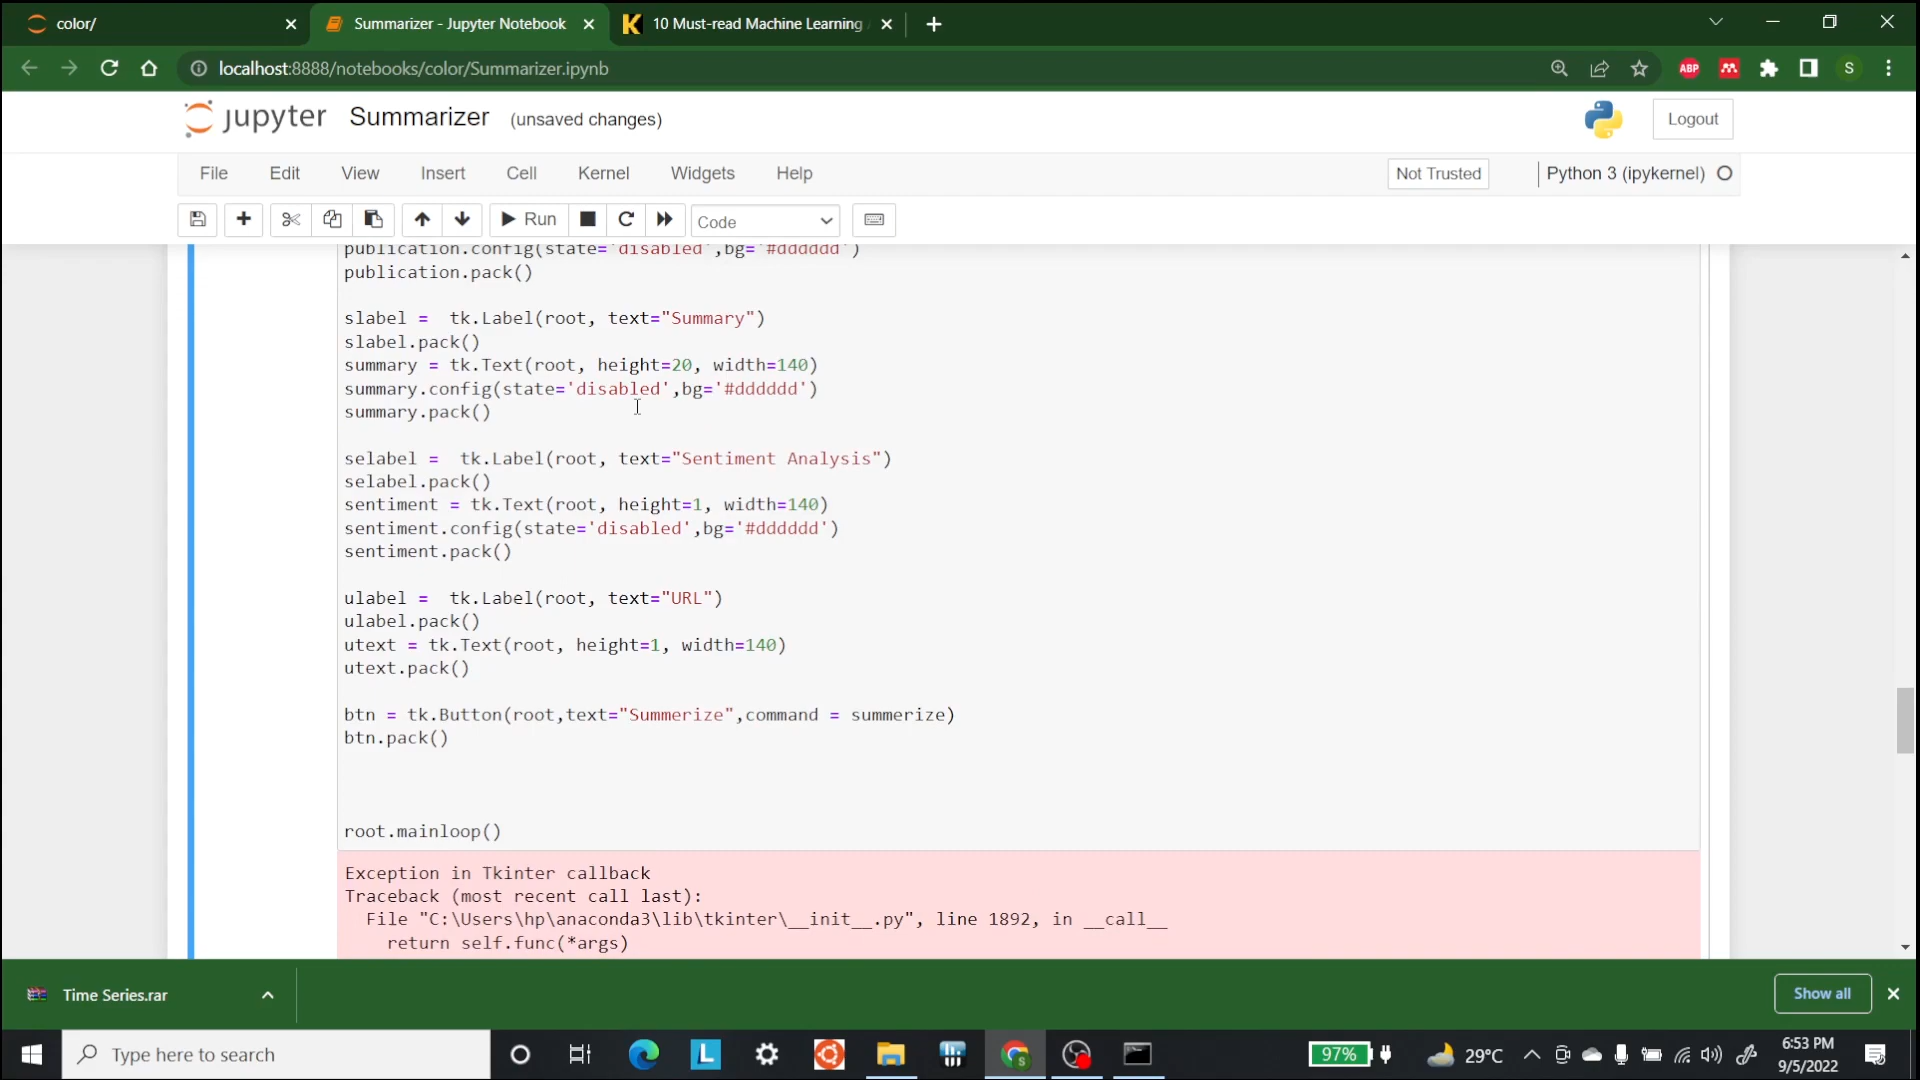 color/
Summarizer - Jupyter Notebook
10 Must-read Machine Learning
localhost:8888/notebooks/color/Summarizer.ipynb
ABP
S
jupyter Summarizer (unsaved changes)
Logout
File Edit View Insert Cell Kernel Widgets Help
Not Trusted
Python 3 (ipykernel)
Run
Code
publication.config(state='disabled',bg='#dddddd')
publication.pack()
slabel =  tk.Label(root, text="Summary")
slabel.pack()
summary = tk.Text(root, height=20, width=140)
summary.config(state='disabled',bg='#dddddd')
summary.pack()
selabel =  tk.Label(root, text="Sentiment Analysis")
selabel.pack()
sentiment = tk.Text(root, height=1, width=140)
sentiment.config(state='disabled',bg='#dddddd')
sentiment.pack()
ulabel =  tk.Label(root, text="URL")
ulabel.pack()
utext = tk.Text(root, height=1, width=140)
utext.pack()
btn = tk.Button(root,text="Summerize",command = summerize)
btn.pack()
root.mainloop()
Exception in Tkinter callback
Traceback (most recent call last):
File "C:\Users\hp\anaconda3\lib\tkinter\__init__.py", line 1892, in __call__
return self.func(*args)
Time Series.rar
Show all
Type here to search
L
97%
29°C
6:53 PM
9/5/2022